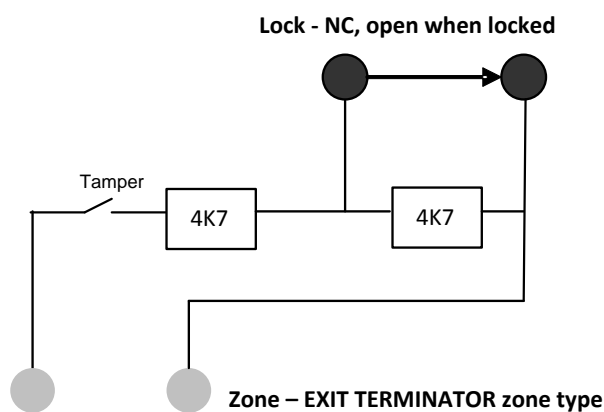 Lock - NC, open when locked
Tamper
4K7
4K7
Zone – EXIT TERMINATOR zone type